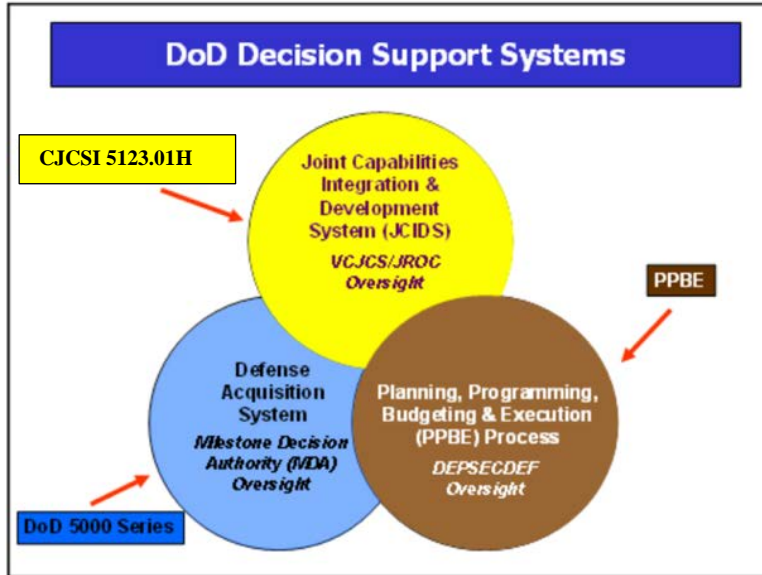 DoD Decision Support Systems
CJCSI 5123.01H
Joint Capabilities
Integration &
Development
System (JCIDS)
VCJCS/JROC
Oversight
PPBE
Defense
Acquisition
System
Milestone Decision
Authority (MDA)
Oversight
Planning, Programming,
Budgeting & Execution
(PPBE) Process
DEPSECDEF
Oversight
DoD 5000 Series